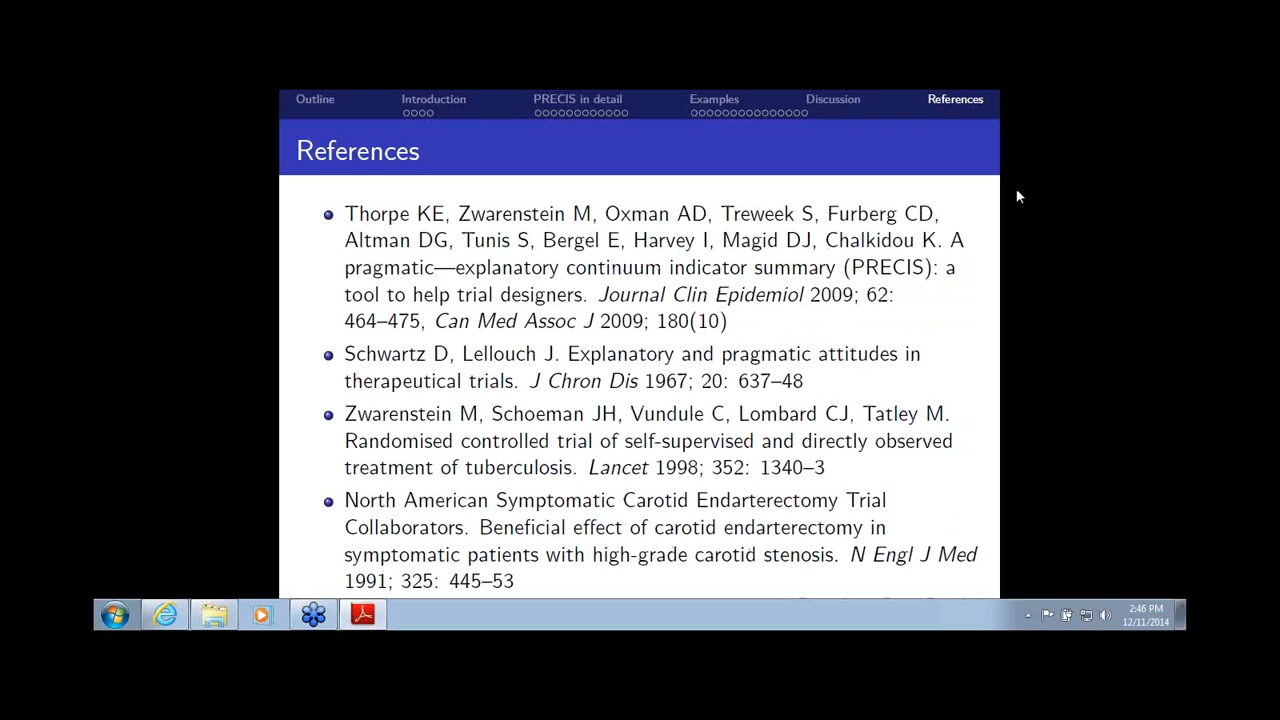 Outline Introduction PRECIS in detail Examples Discussion References
References
Thorpe KE, Zwarenstein M, Oxman AD, Treweek S, Furberg CD,
Altman DG, Tunis S, Bergel E, Harvey I, Magid DJ, Chalkidou K. A
pragmatic—explanatory continuum indicator summary (PRECIS): a
tool to help trial designers. Journal Clin Epidemiol 2009; 62:
464–475, Can Med Assoc J 2009; 180(10)
Schwartz D, Lellouch J. Explanatory and pragmatic attitudes in
therapeutical trials. J Chron Dis 1967; 20: 637–48
Zwarenstein M, Schoeman JH, Vundule C, Lombard CJ, Tatley M.
Randomised controlled trial of self-supervised and directly observed
treatment of tuberculosis. Lancet 1998; 352: 1340–3
North American Symptomatic Carotid Endarterectomy Trial
Collaborators. Beneficial effect of carotid endarterectomy in
symptomatic patients with high-grade carotid stenosis. N Engl J Med
1991; 325: 445–53
2:46 PM
12/11/2014